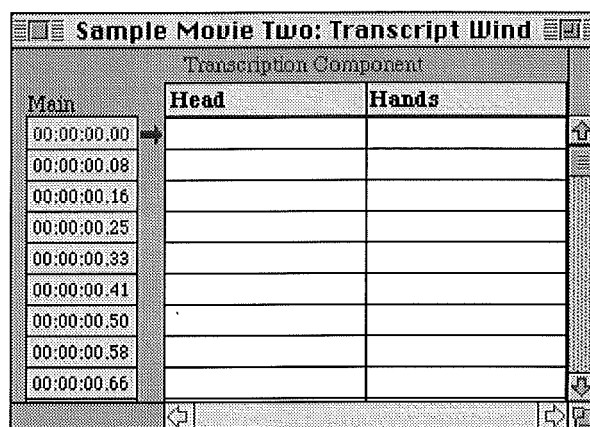 Sample Movie Two: Transcript Wind
Transcription Component
Main
Head Hands
00:00:00.00
00:00:00.08
00:00:00.16
00:00:00.25
00:00:00.33
00:00:00.41
00:00:00.50
00:00:00.58
00:00:00.66